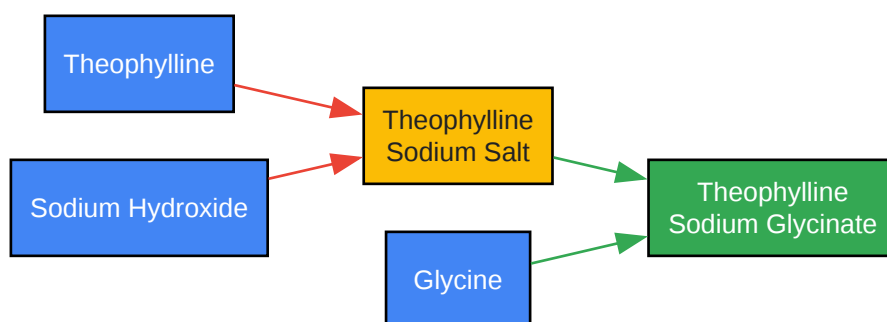 Theophylline
Sodium Hydroxide
Theophylline
Sodium Salt
Glycine
Theophylline
Sodium Glycinate